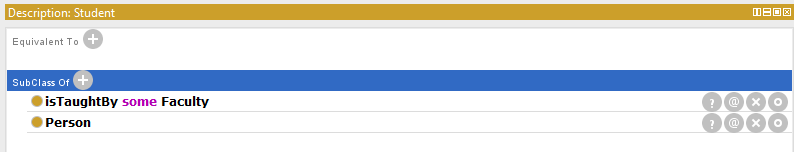 Description: Student
Equivalent To +
SubClass Of +
isTaughtBy some Faculty ? @ × o
Person ? @ × o